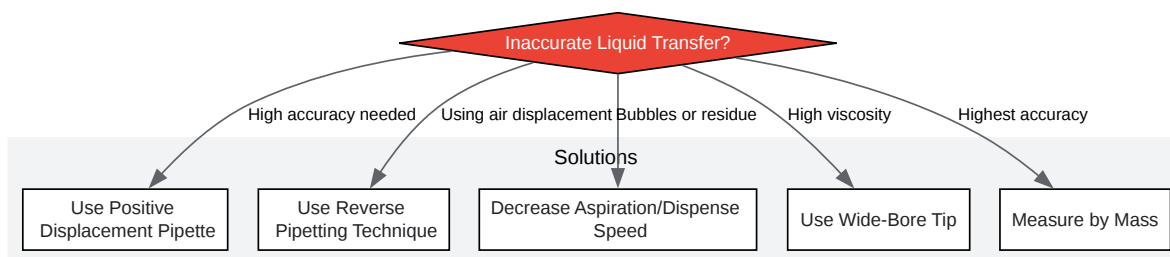 Inaccurate Liquid Transfer?
High accuracy needed
Using air displacement
Bubbles or residue
High viscosity
Highest accuracy
Solutions
Use Positive
Displacement Pipette
Use Reverse
Pipetting Technique
Decrease Aspiration/Dispense
Speed
Use Wide-Bore Tip
Measure by Mass